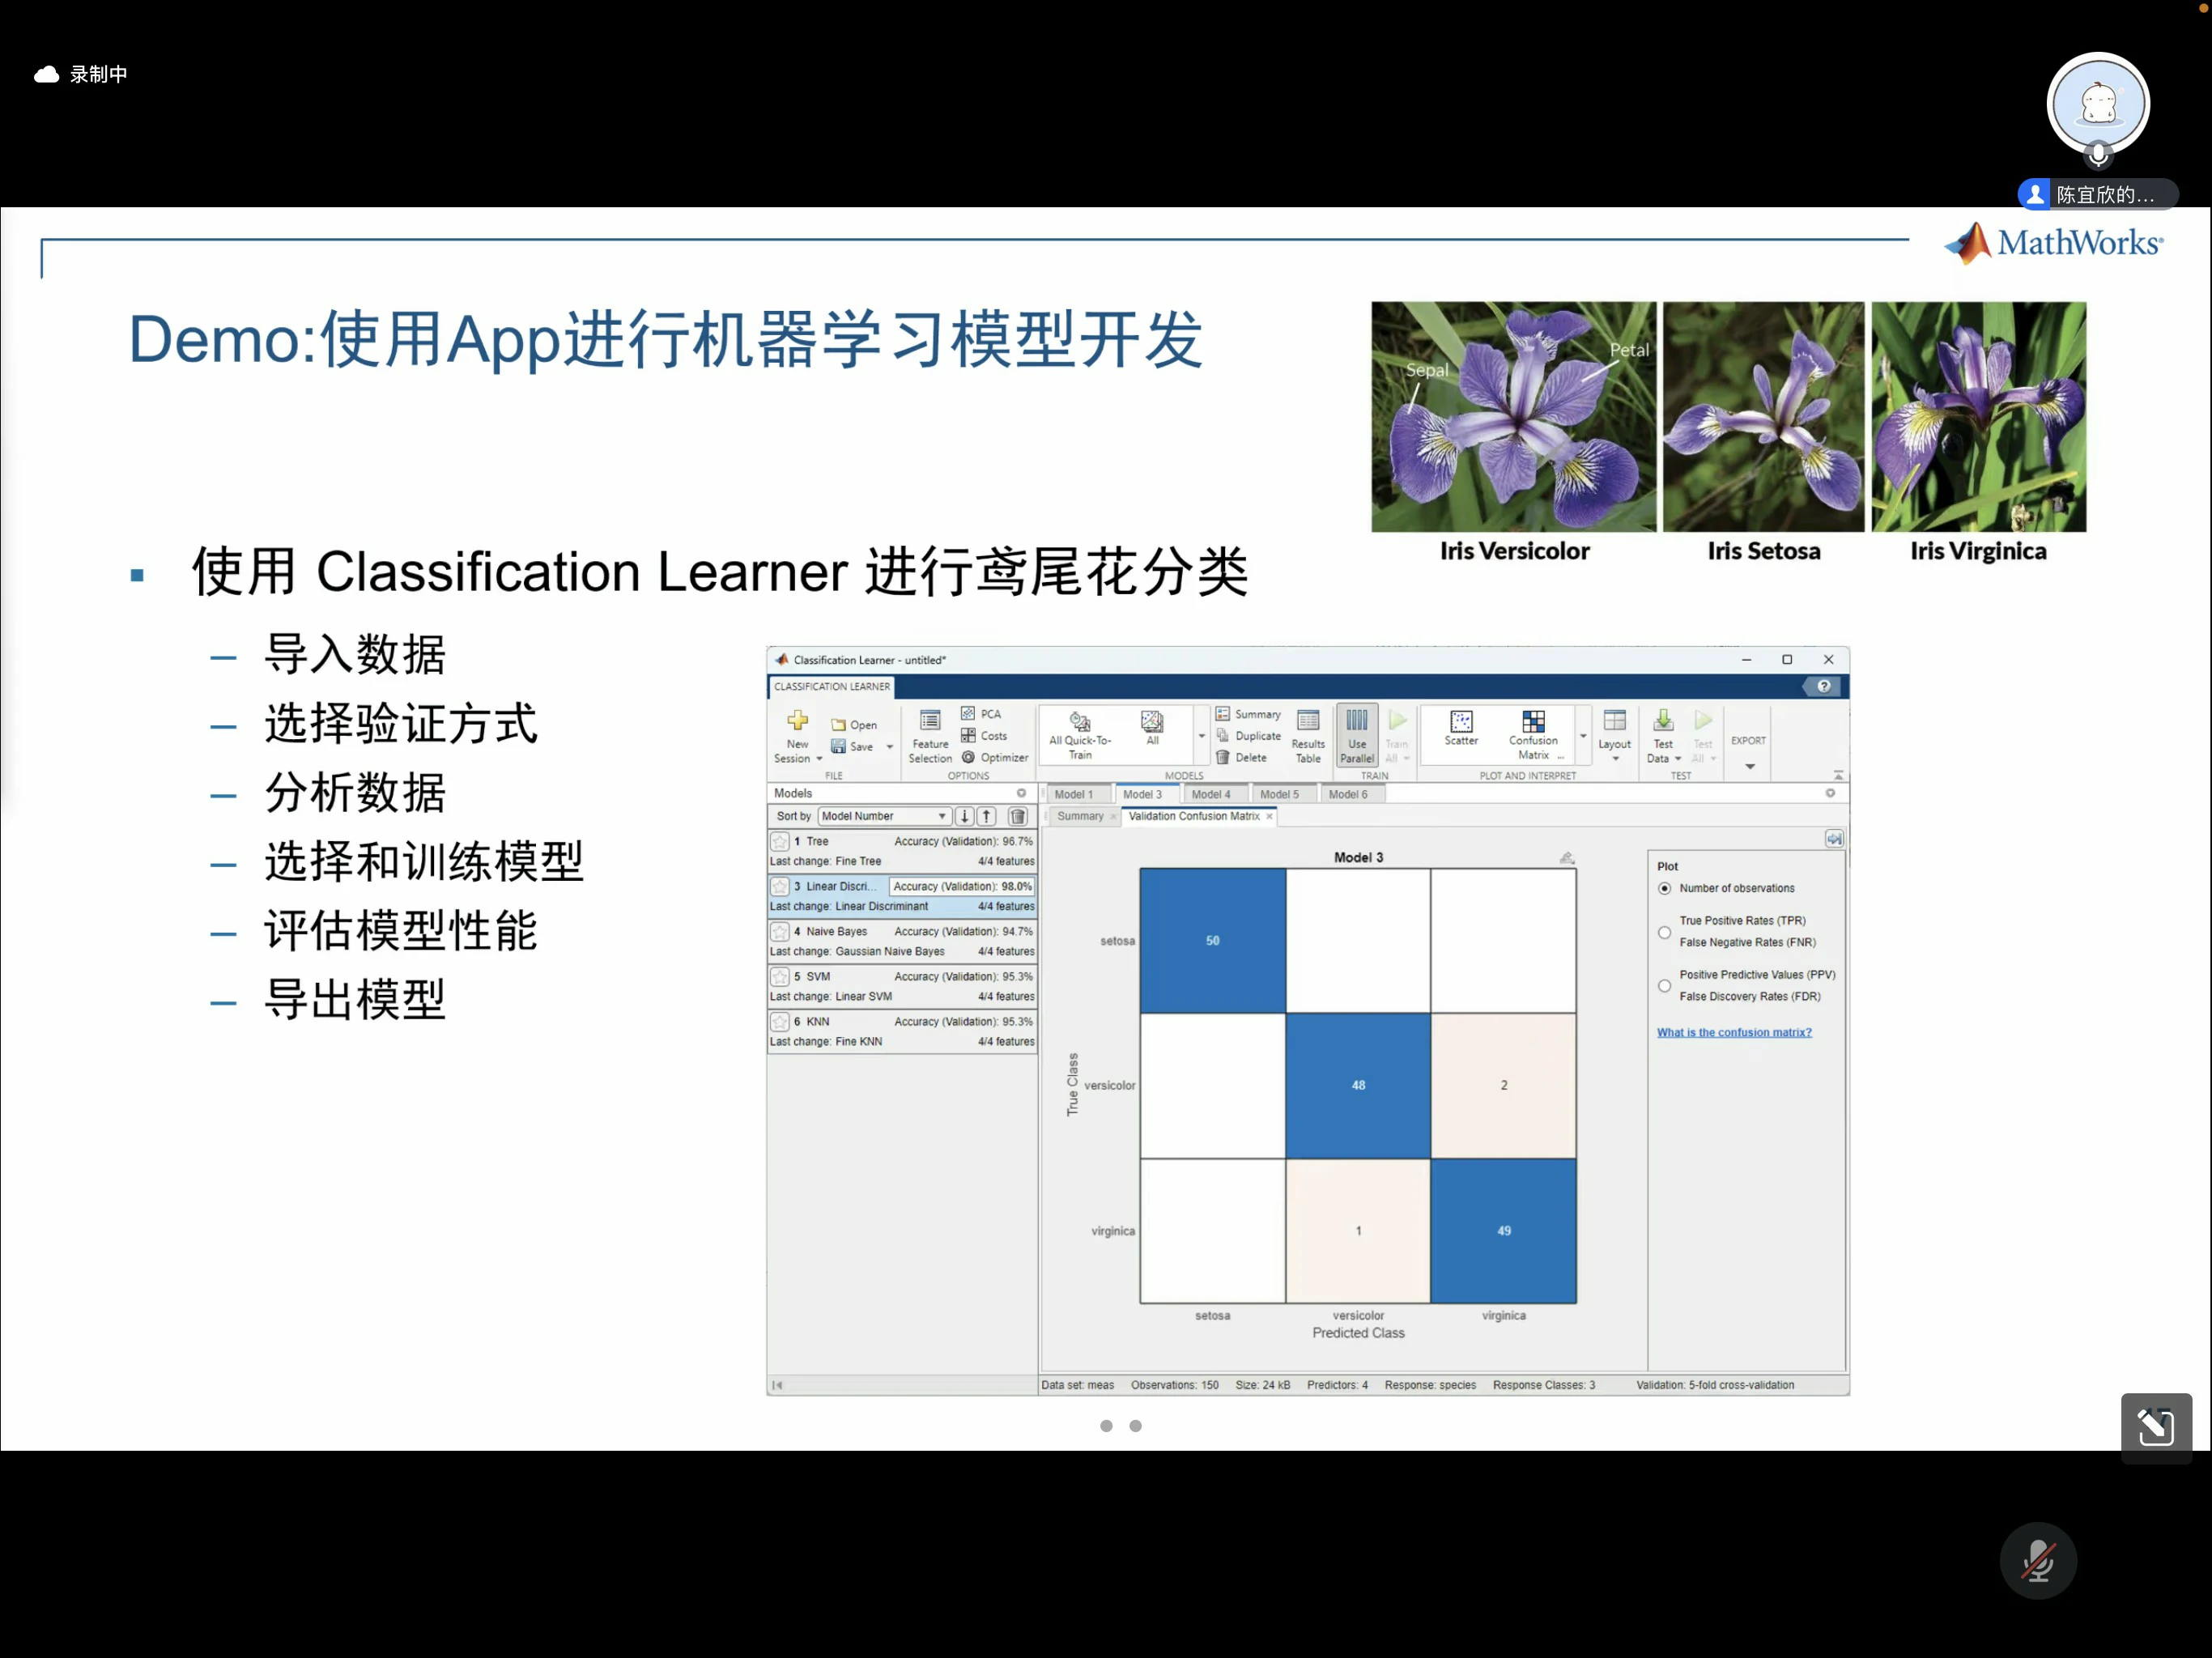 录制中
陈宜欣的...
MathWorks®
Demo:使用App进行机器学习模型开发
Sepal
Petal
Iris Versicolor
Iris Setosa
Iris Virginica
▪ 使用 Classification Learner 进行鸢尾花分类
– 导入数据
– 选择验证方式
– 分析数据
– 选择和训练模型
– 评估模型性能
– 导出模型
Classification Learner - untitled*
CLASSIFICATION LEARNER
New Session
Open
Save
FILE
Feature Selection
PCA
Costs
Optimizer
OPTIONS
All Quick-To-Train
All
Summary
Duplicate
Delete
MODELS
Results Table
Use Parallel
Train All
TRAIN
Scatter
Confusion Matrix ...
PLOT AND INTERPRET
Layout
Test Data
Test All
TEST
EXPORT
Models
Sort by Model Number
1 Tree Accuracy (Validation): 96.7%
Last change: Fine Tree 4/4 features
3 Linear Discri... Accuracy (Validation): 98.0%
Last change: Linear Discriminant 4/4 features
4 Naive Bayes Accuracy (Validation): 94.7%
Last change: Gaussian Naive Bayes 4/4 features
5 SVM Accuracy (Validation): 95.3%
Last change: Linear SVM 4/4 features
6 KNN Accuracy (Validation): 95.3%
Last change: Fine KNN 4/4 features
Model 1 Model 3 Model 4 Model 5 Model 6
Summary Validation Confusion Matrix
Model 3
setosa 50
True Class
versicolor 48 2
virginica 1 49
setosa versicolor virginica
Predicted Class
Plot
Number of observations
True Positive Rates (TPR)
False Negative Rates (FNR)
Positive Predictive Values (PPV)
False Discovery Rates (FDR)
What is the confusion matrix?
Data set: meas Observations: 150 Size: 24 kB Predictors: 4 Response: species Response Classes: 3 Validation: 5-fold cross-validation